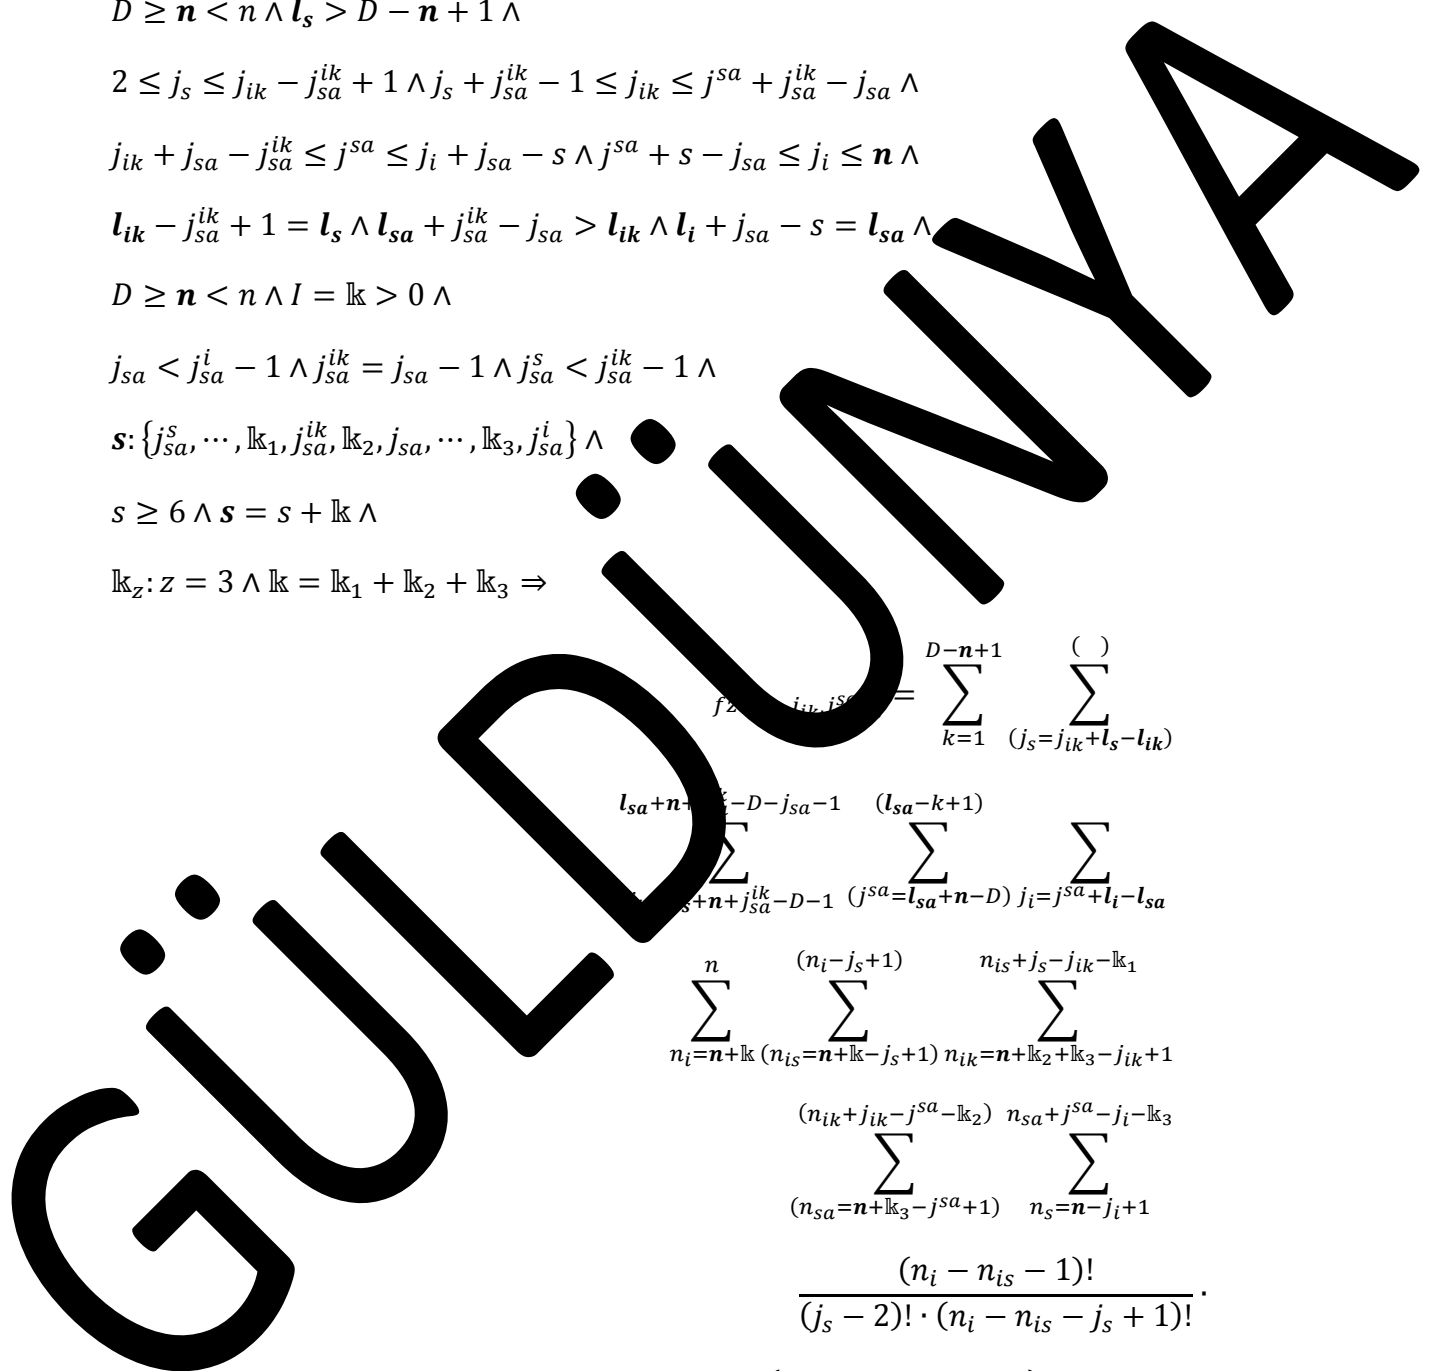 D ≥ n < n ∧ l_s > D − n + 1 ∧
2 ≤ j_s ≤ j_ik − j_sa^ik + 1 ∧ j_s + j_sa^ik − 1 ≤ j_ik ≤ j^sa + j_sa^ik − j_sa ∧
j_ik + j_sa − j_sa^ik ≤ j^sa ≤ j_i + j_sa − s ∧ j^sa + s − j_sa ≤ j_i ≤ n ∧
l_ik − j_sa^ik + 1 = l_s ∧ l_sa + j_sa^ik − j_sa > l_ik ∧ l_i + j_sa − s = l_sa ∧
D ≥ n < n ∧ I = 𝕜 > 0 ∧
j_sa < j_sa^i − 1 ∧ j_sa^ik = j_sa − 1 ∧ j_sa^s < j_sa^ik − 1 ∧
s: {j_sa^s, ⋯, 𝕜_1, j_sa^ik, 𝕜_2, j_sa, ⋯, 𝕜_3, j_sa^i} ∧
s ≥ 6 ∧ s = s + 𝕜 ∧
𝕜_z: z = 3 ∧ 𝕜 = 𝕜_1 + 𝕜_2 + 𝕜_3 ⇒
= ∑_{k=1}^{D−n+1} ∑_{(j_s=j_ik+l_s−l_ik)}^{( )}
∑_{+n+j_sa^ik−D−1}^{l_sa+n+ −D−j_sa−1} ∑_{(j^sa=l_sa+n−D)}^{(l_sa−k+1)} ∑_{j_i=j^sa+l_i−l_sa}
∑_{n_i=n+𝕜}^{n} ∑_{(n_is=n+𝕜−j_s+1)}^{(n_i−j_s+1)} ∑_{n_ik=n+𝕜_2+𝕜_3−j_ik+1}^{n_is+j_s−j_ik−𝕜_1}
∑_{(n_sa=n+𝕜_3−j^sa+1)}^{(n_ik+j_ik−j^sa−𝕜_2)} ∑_{n_s=n−j_i+1}^{n_sa+j^sa−j_i−𝕜_3}
(n_i − n_is − 1)!
(j_s − 2)! · (n_i − n_is − j_s + 1)! ·
GÜLDÜNYA